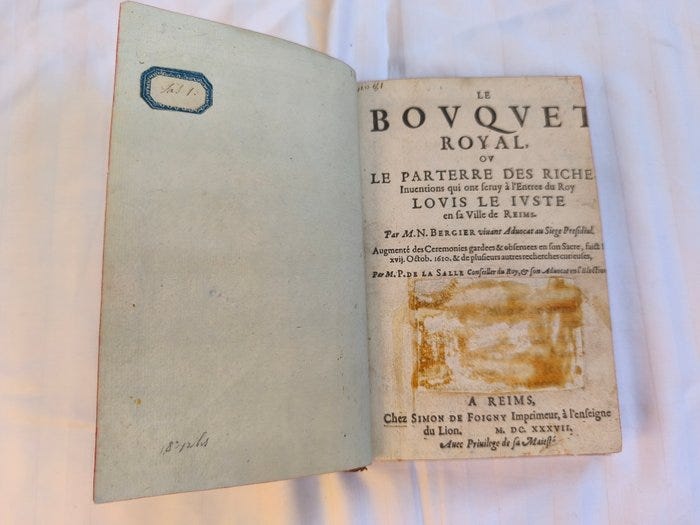 LE
BOVQVET
ROYAL,
OV
LE PARTERRE DES RICHE
Inuentions qui ont seruy à l'Entree du Roy
LOVIS LE IVSTE
en sa Ville de REIMS.
Par M. N. BERGIER viuant Aduocat au Siege Presidial.
Augmenté des Ceremonies gardees & obseruees en son Sacre, faict l
xvij. Octob. 1610. & de plusieurs autres recherches curieuses,
Par M. P. DE LA SALLE Conseiller du Roy, & son Aduocat en l'Election
A REIMS,
Chez SIMON DE FOIGNY Imprimeur, à l'enseigne
du Lion. M. DC. XXXVII.
Auec Priuilege de sa Maiesté